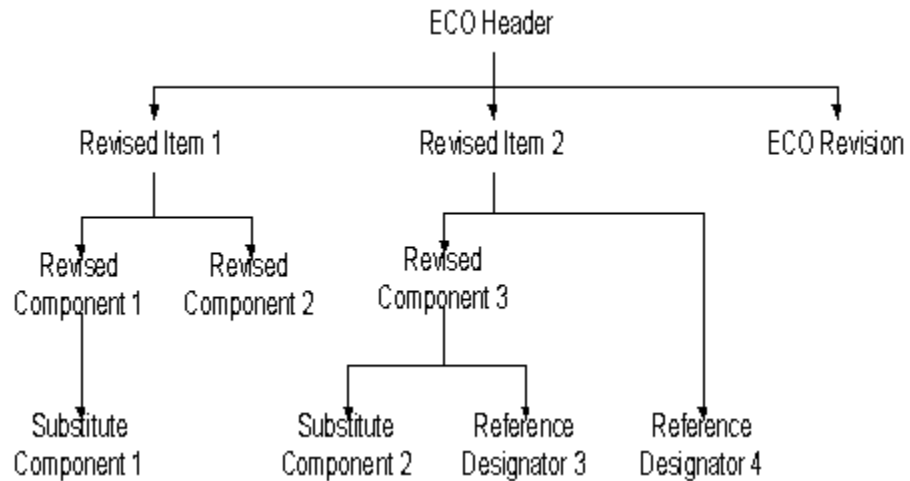 ECO Header
Revised Item 1
Revised Item 2
ECO Revision
Revised
Component 1
Revised
Component 2
Revised
Component 3
Substitute
Component 1
Substitute
Component 2
Reference
Designator 3
Reference
Designator 4